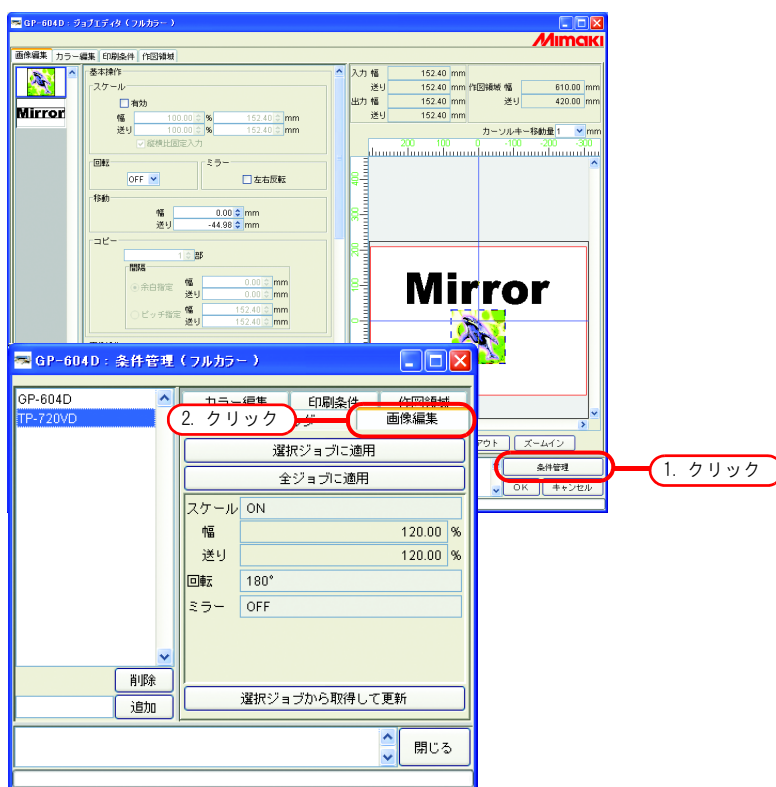 GP-604D：ジョブエディタ（フルカラー）
Mimaki
画像編集 カラー編集 印刷条件 作図領域
Mirror
基本操作
スケール
有効
幅 100.00 % 152.40 mm
送り 100.00 % 152.40 mm
縦横比固定入力
回転
OFF
ミラー
左右反転
移動
幅 0.00 mm
送り -44.98 mm
コピー
1 部
間隔
余白指定 幅 0.00 mm
送り 0.00 mm
ピッチ指定 幅 152.40 mm
送り 152.40 mm
入力 幅 152.40 mm
送り 152.40 mm
作図領域 幅 610.00 mm
出力 幅 152.40 mm
送り 420.00 mm
送り 152.40 mm
カーソルキー移動量 1 mm
200 100 0 -100 -200 -300
400
300
200
100
0
Mirror
アウト ズームイン
条件管理
OK キャンセル
1. クリック
GP-604D：条件管理（フルカラー）
GP-604D
TP-720VD
カラー編集 印刷条件 作図領域
2. クリック
画像編集
選択ジョブに適用
全ジョブに適用
スケール ON
幅 120.00 %
送り 120.00 %
回転 180°
ミラー OFF
選択ジョブから取得して更新
削除
追加
閉じる